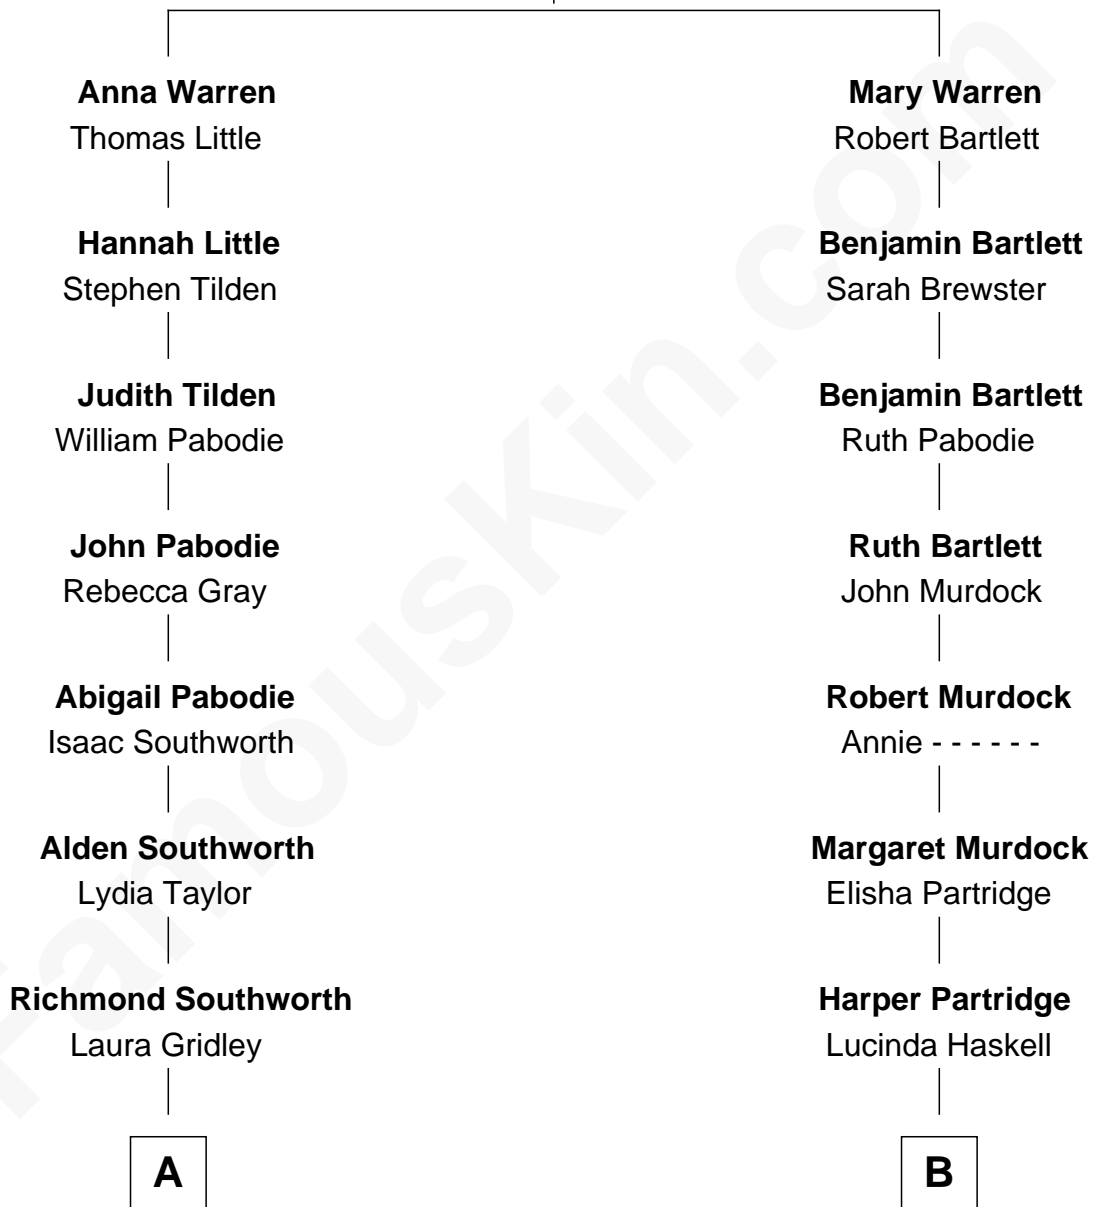 Anna Warren
Thomas Little
Hannah Little
Stephen Tilden
Judith Tilden
William Pabodie
John Pabodie
Rebecca Gray
Abigail Pabodie
Isaac Southworth
Alden Southworth
Lydia Taylor
Richmond Southworth
Laura Gridley
A
Mary Warren
Robert Bartlett
Benjamin Bartlett
Sarah Brewster
Benjamin Bartlett
Ruth Pabodie
Ruth Bartlett
John Murdock
Robert Murdock
Annie - - - - - -
Margaret Murdock
Elisha Partridge
Harper Partridge
Lucinda Haskell
B
FamousKin.com